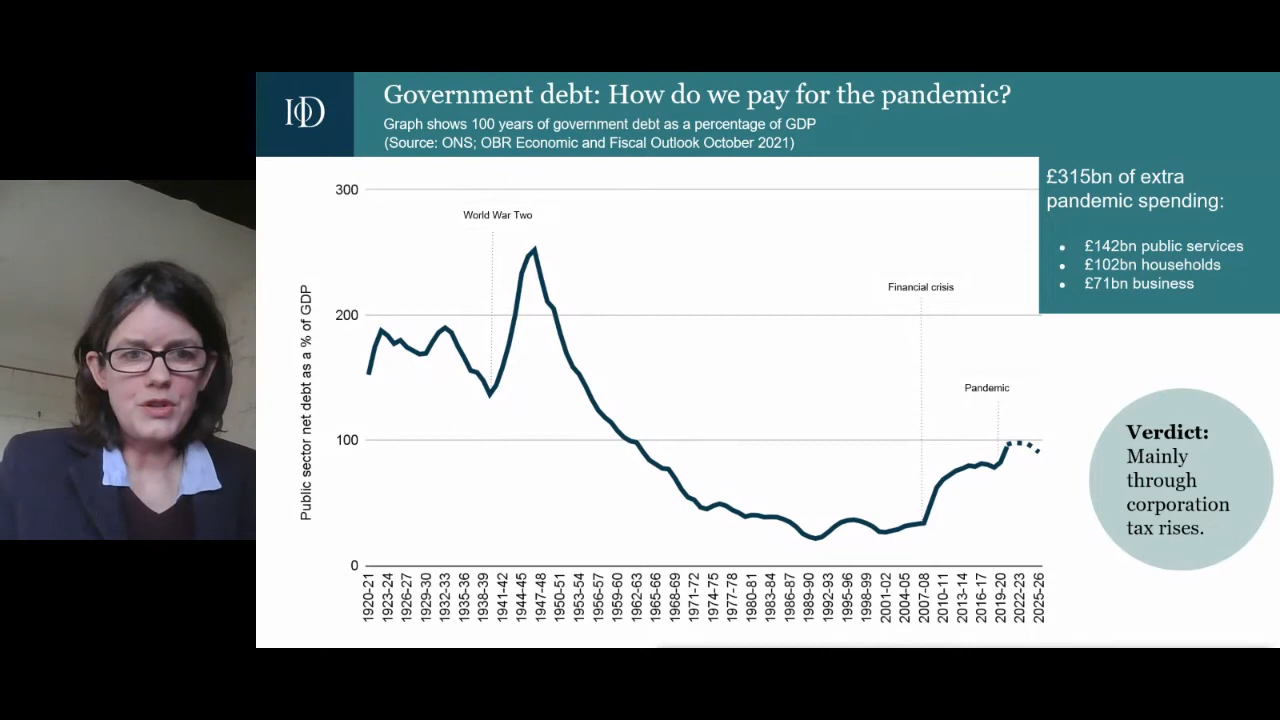 IoD
Government debt: How do we pay for the pandemic?
Graph shows 100 years of government debt as a percentage of GDP
(Source: ONS; OBR Economic and Fiscal Outlook October 2021)
£315bn of extra
pandemic spending:
• £142bn public services
• £102bn households
• £71bn business
Public sector net debt as a % of GDP
300
200
100
0
World War Two
Financial crisis
Pandemic
1920-21
1923-24
1926-27
1929-30
1932-33
1935-36
1938-39
1941-42
1944-45
1947-48
1950-51
1953-54
1956-57
1959-60
1962-63
1965-66
1968-69
1971-72
1974-75
1977-78
1980-81
1983-84
1986-87
1989-90
1992-93
1995-96
1998-99
2001-02
2004-05
2007-08
2010-11
2013-14
2016-17
2019-20
2022-23
2025-26
Verdict:
Mainly
through
corporation
tax rises.